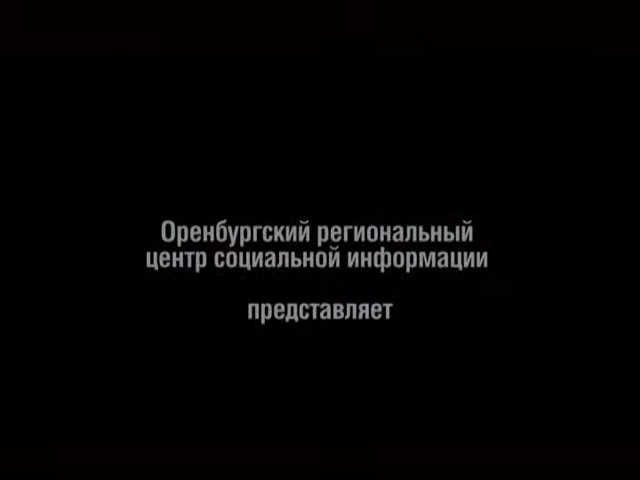 Оренбургский региональный
центр социальной информации
представляет